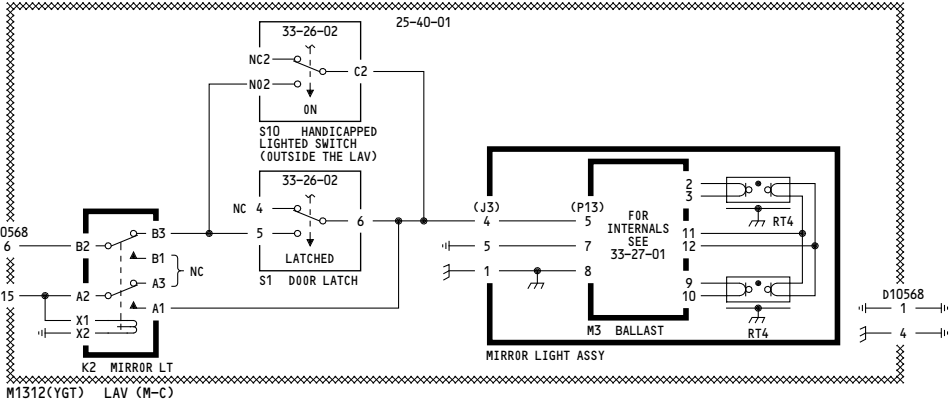 25-40-01
33-26-02
NC2
C2
NO2
ON
S10 HANDICAPPED
LIGHTED SWITCH
(OUTSIDE THE LAV)
33-26-02
NC 4
6
5
LATCHED
S1 DOOR LATCH
0568
6
B2
B3
B1
NC
A3
15
A2
A1
X1
X2
K2 MIRROR LT
(J3)
4
5
1
(P13)
5
7
8
FOR
INTERNALS
SEE
33-27-01
2
3
11
12
9
10
RT4
RT4
M3 BALLAST
MIRROR LIGHT ASSY
D10568
1
4
M1312(YGT) LAV (M-C)